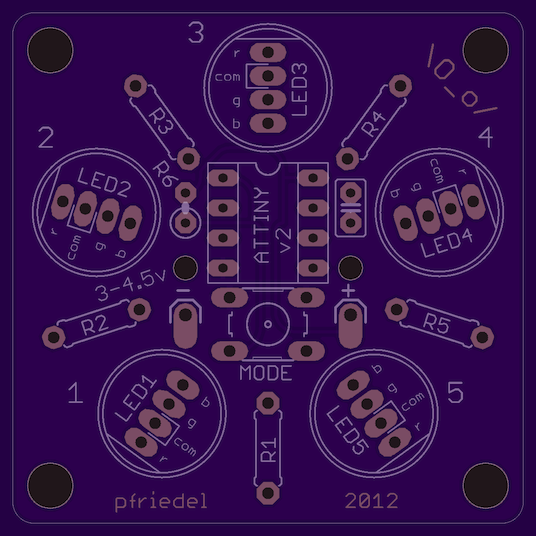 3
\0_o/
r
com
g
b
LED3
R3
R4
2
4
R6
LED2
r
com
g
b
ATTINY
v2
b
g
com
r
LED4
3-4.5v
-
+
R2
R5
MODE
1
5
LED1
b
g
com
r
R1
b
g
com
r
LED5
pfriedel
2012